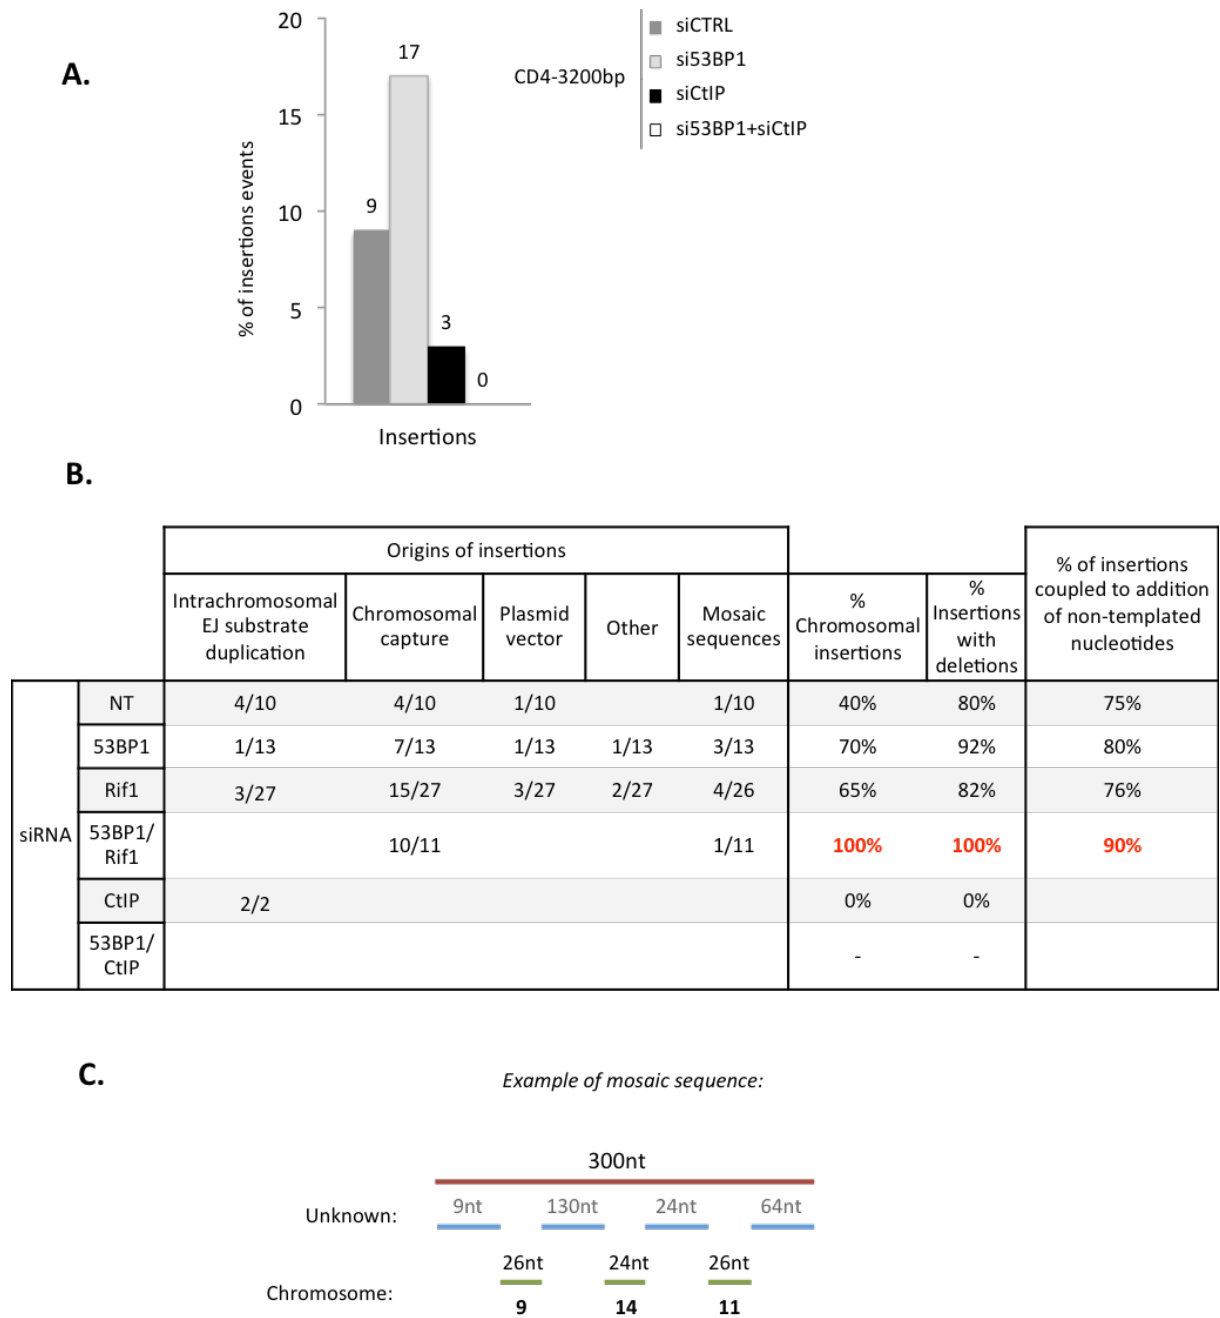 A.
20
15
10
5
0
% of insertions events
9
17
3
0
Insertions
CD4-3200bp
siCTRL
si53BP1
siCtIP
si53BP1+siCtIP
B.
Origins of insertions
Intrachromosomal
EJ substrate
duplication
Chromosomal
capture
Plasmid
vector
Other
Mosaic
sequences
%
Chromosomal
insertions
%
Insertions
with
deletions
% of insertions
coupled to addition
of non-templated
nucleotides
siRNA
NT 4/10 4/10 1/10 1/10 40% 80% 75%
53BP1 1/13 7/13 1/13 1/13 3/13 70% 92% 80%
Rif1 3/27 15/27 3/27 2/27 4/26 65% 82% 76%
53BP1/
Rif1
10/11 1/11 100% 100% 90%
CtIP 2/2 0% 0%
53BP1/
CtIP
- -
C.
Example of mosaic sequence:
300nt
Unknown: 9nt 130nt 24nt 64nt
26nt 24nt 26nt
Chromosome:
9 14 11